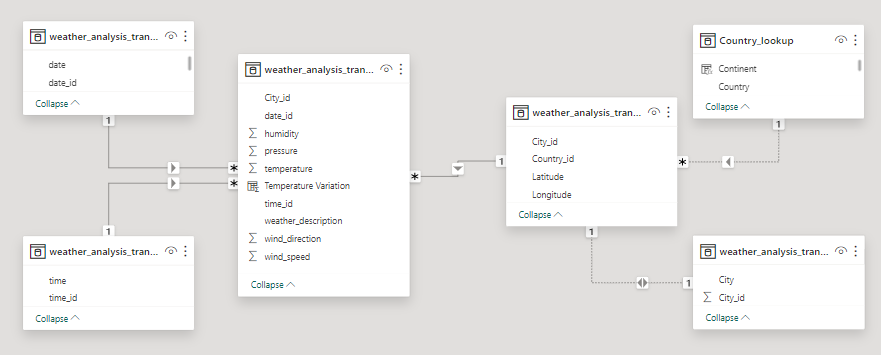 weather_analysis_tran...
date
date_id
Collapse
1
*
weather_analysis_tran...
time
time_id
Collapse
1
*
weather_analysis_tran...
City_id
date_id
humidity
pressure
temperature
Temperature Variation
time_id
weather_description
wind_direction
wind_speed
Collapse
*
1
weather_analysis_tran...
City_id
Country_id
Latitude
Longitude
Collapse
*
1
Country_lookup
Continent
Country
Collapse
1
1
weather_analysis_tran...
City
City_id
Collapse